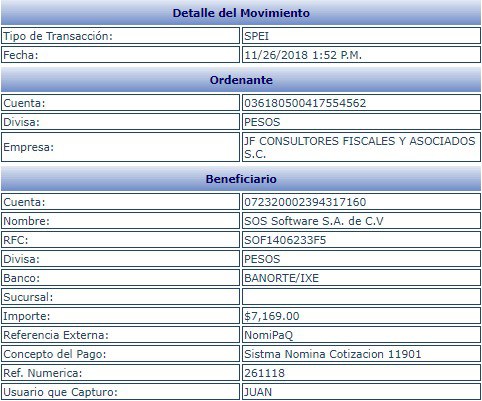 Detalle del Movimiento
Tipo de Transacción: SPEI
Fecha: 11/26/2018 1:52 P.M.
Ordenante
Cuenta: 036180500417554562
Divisa: PESOS
Empresa: JF CONSULTORES FISCALES Y ASOCIADOS
S.C.
Beneficiario
Cuenta: 072320002394317160
Nombre: SOS Software S.A. de C.V
RFC: SOF1406233F5
Divisa: PESOS
Banco: BANORTE/IXE
Sucursal:
Importe: $7,169.00
Referencia Externa: NomiPaQ
Concepto del Pago: Sistma Nomina Cotizacion 11901
Ref. Numerica: 261118
Usuario que Capturo: JUAN